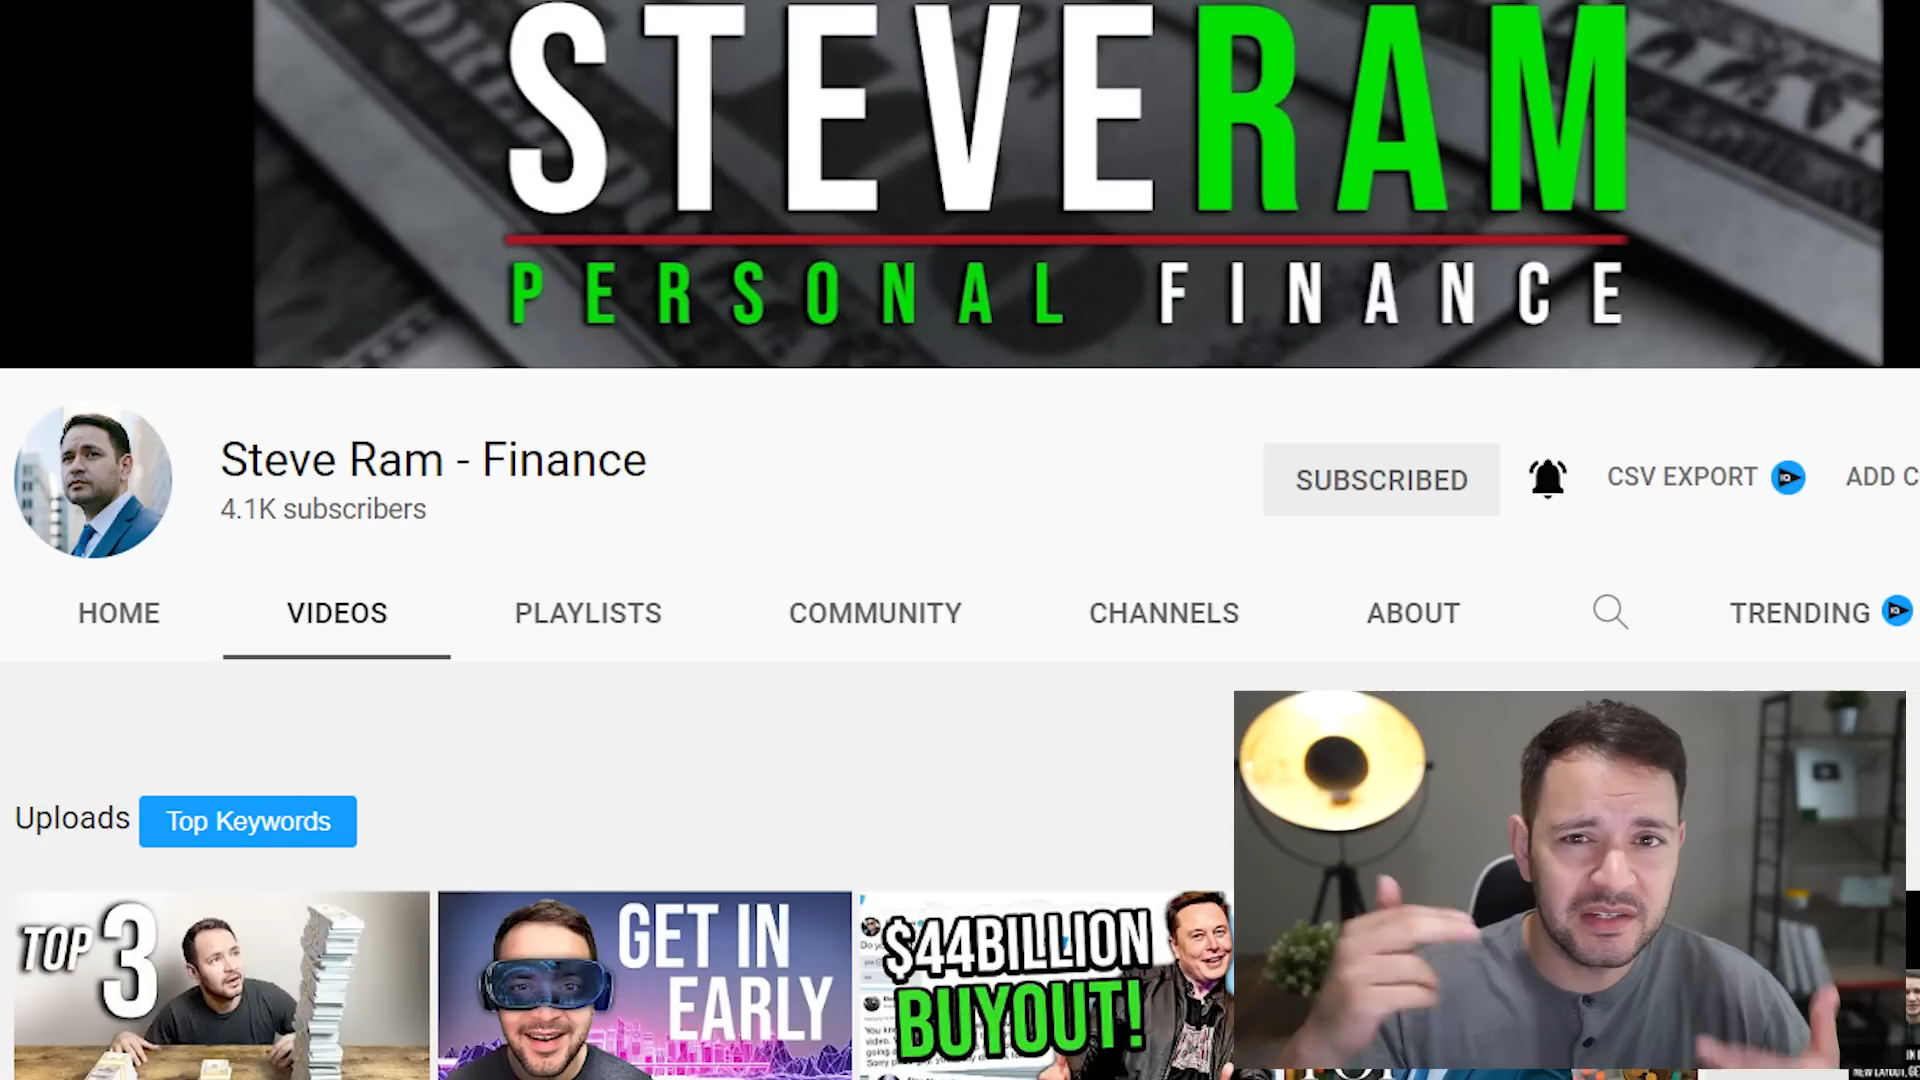 STEVERAM
PERSONAL FINANCE
Steve Ram - Finance
4.1K subscribers
SUBSCRIBED
CSV EXPORT
ADD C
HOME
VIDEOS
PLAYLISTS
COMMUNITY
CHANNELS
ABOUT
TRENDING
Uploads
Top Keywords
TOP 3
GET IN
EARLY
$44BILLION
BUYOUT!